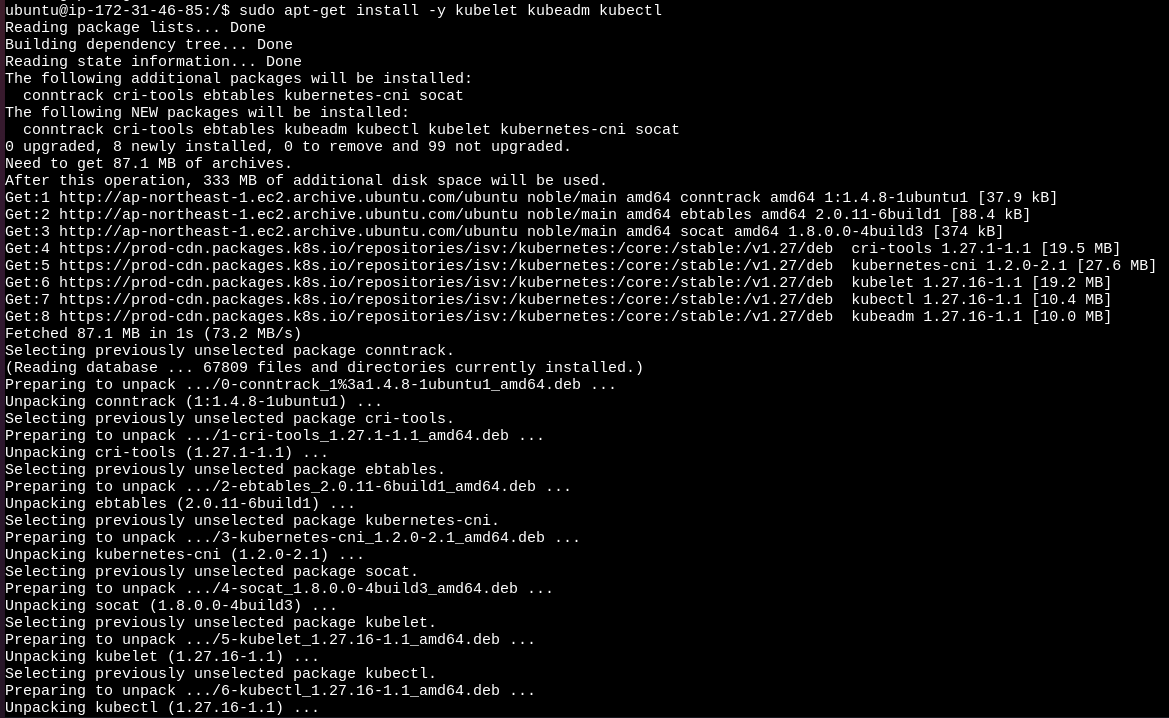 ubuntu@ip-172-31-46-85:/$ sudo apt-get install -y kubelet kubeadm kubectl
Reading package lists... Done
Building dependency tree... Done
Reading state information... Done
The following additional packages will be installed:
  conntrack cri-tools ebtables kubernetes-cni socat
The following NEW packages will be installed:
  conntrack cri-tools ebtables kubeadm kubectl kubelet kubernetes-cni socat
0 upgraded, 8 newly installed, 0 to remove and 99 not upgraded.
Need to get 87.1 MB of archives.
After this operation, 333 MB of additional disk space will be used.
Get:1 http://ap-northeast-1.ec2.archive.ubuntu.com/ubuntu noble/main amd64 conntrack amd64 1:1.4.8-1ubuntu1 [37.9 kB]
Get:2 http://ap-northeast-1.ec2.archive.ubuntu.com/ubuntu noble/main amd64 ebtables amd64 2.0.11-6build1 [88.4 kB]
Get:3 http://ap-northeast-1.ec2.archive.ubuntu.com/ubuntu noble/main amd64 socat amd64 1.8.0.0-4build3 [374 kB]
Get:4 https://prod-cdn.packages.k8s.io/repositories/isv:/kubernetes:/core:/stable:/v1.27/deb  cri-tools 1.27.1-1.1 [19.5 MB]
Get:5 https://prod-cdn.packages.k8s.io/repositories/isv:/kubernetes:/core:/stable:/v1.27/deb  kubernetes-cni 1.2.0-2.1 [27.6 MB]
Get:6 https://prod-cdn.packages.k8s.io/repositories/isv:/kubernetes:/core:/stable:/v1.27/deb  kubelet 1.27.16-1.1 [19.2 MB]
Get:7 https://prod-cdn.packages.k8s.io/repositories/isv:/kubernetes:/core:/stable:/v1.27/deb  kubectl 1.27.16-1.1 [10.4 MB]
Get:8 https://prod-cdn.packages.k8s.io/repositories/isv:/kubernetes:/core:/stable:/v1.27/deb  kubeadm 1.27.16-1.1 [10.0 MB]
Fetched 87.1 MB in 1s (73.2 MB/s)
Selecting previously unselected package conntrack.
(Reading database ... 67809 files and directories currently installed.)
Preparing to unpack .../0-conntrack_1%3a1.4.8-1ubuntu1_amd64.deb ...
Unpacking conntrack (1:1.4.8-1ubuntu1) ...
Selecting previously unselected package cri-tools.
Preparing to unpack .../1-cri-tools_1.27.1-1.1_amd64.deb ...
Unpacking cri-tools (1.27.1-1.1) ...
Selecting previously unselected package ebtables.
Preparing to unpack .../2-ebtables_2.0.11-6build1_amd64.deb ...
Unpacking ebtables (2.0.11-6build1) ...
Selecting previously unselected package kubernetes-cni.
Preparing to unpack .../3-kubernetes-cni_1.2.0-2.1_amd64.deb ...
Unpacking kubernetes-cni (1.2.0-2.1) ...
Selecting previously unselected package socat.
Preparing to unpack .../4-socat_1.8.0.0-4build3_amd64.deb ...
Unpacking socat (1.8.0.0-4build3) ...
Selecting previously unselected package kubelet.
Preparing to unpack .../5-kubelet_1.27.16-1.1_amd64.deb ...
Unpacking kubelet (1.27.16-1.1) ...
Selecting previously unselected package kubectl.
Preparing to unpack .../6-kubectl_1.27.16-1.1_amd64.deb ...
Unpacking kubectl (1.27.16-1.1) ...